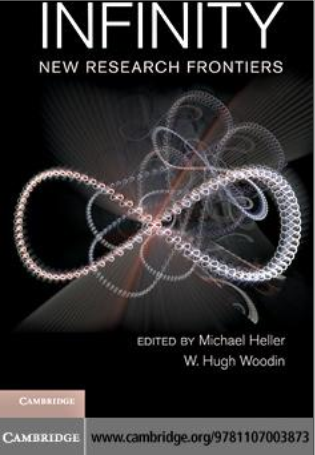 INFINITY
NEW RESEARCH FRONTIERS
EDITED BY Michael Heller
W. Hugh Woodin
CAMBRIDGE
CAMBRIDGE www.cambridge.org/9781107003873